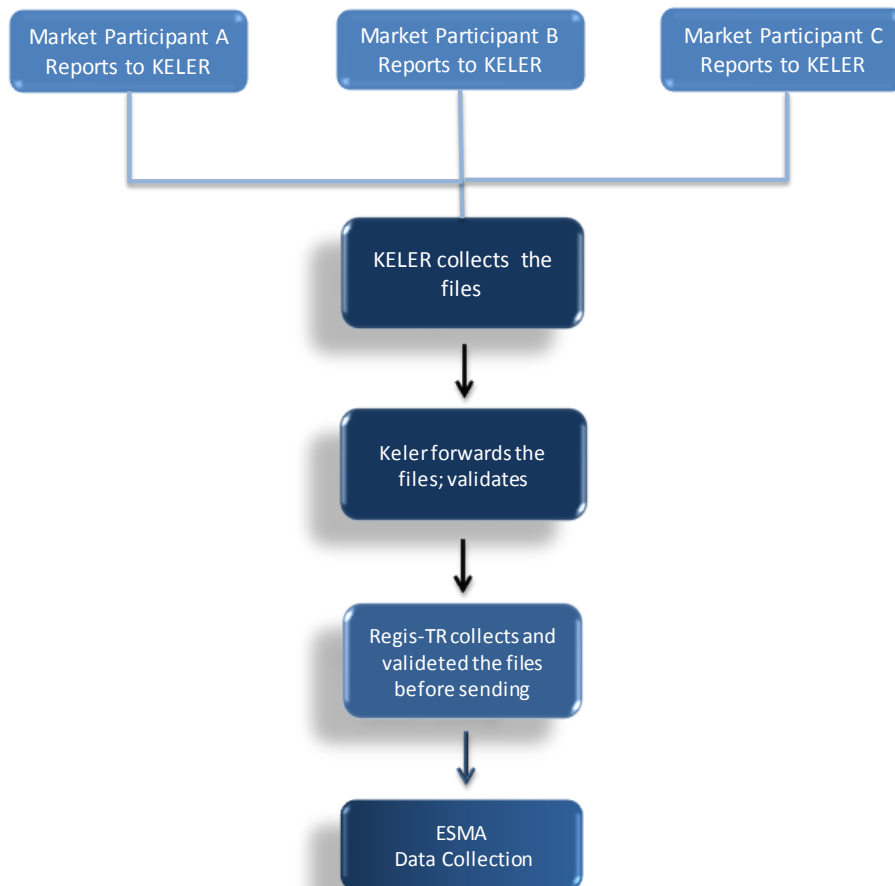 Market Participant A
Reports to KELER
Market Participant B
Reports to KELER
Market Participant C
Reports to KELER
KELER collects the
files
Keler forwards the
files; validates
Regis-TR collects and
valideted the files
before sending
ESMA
Data Collection